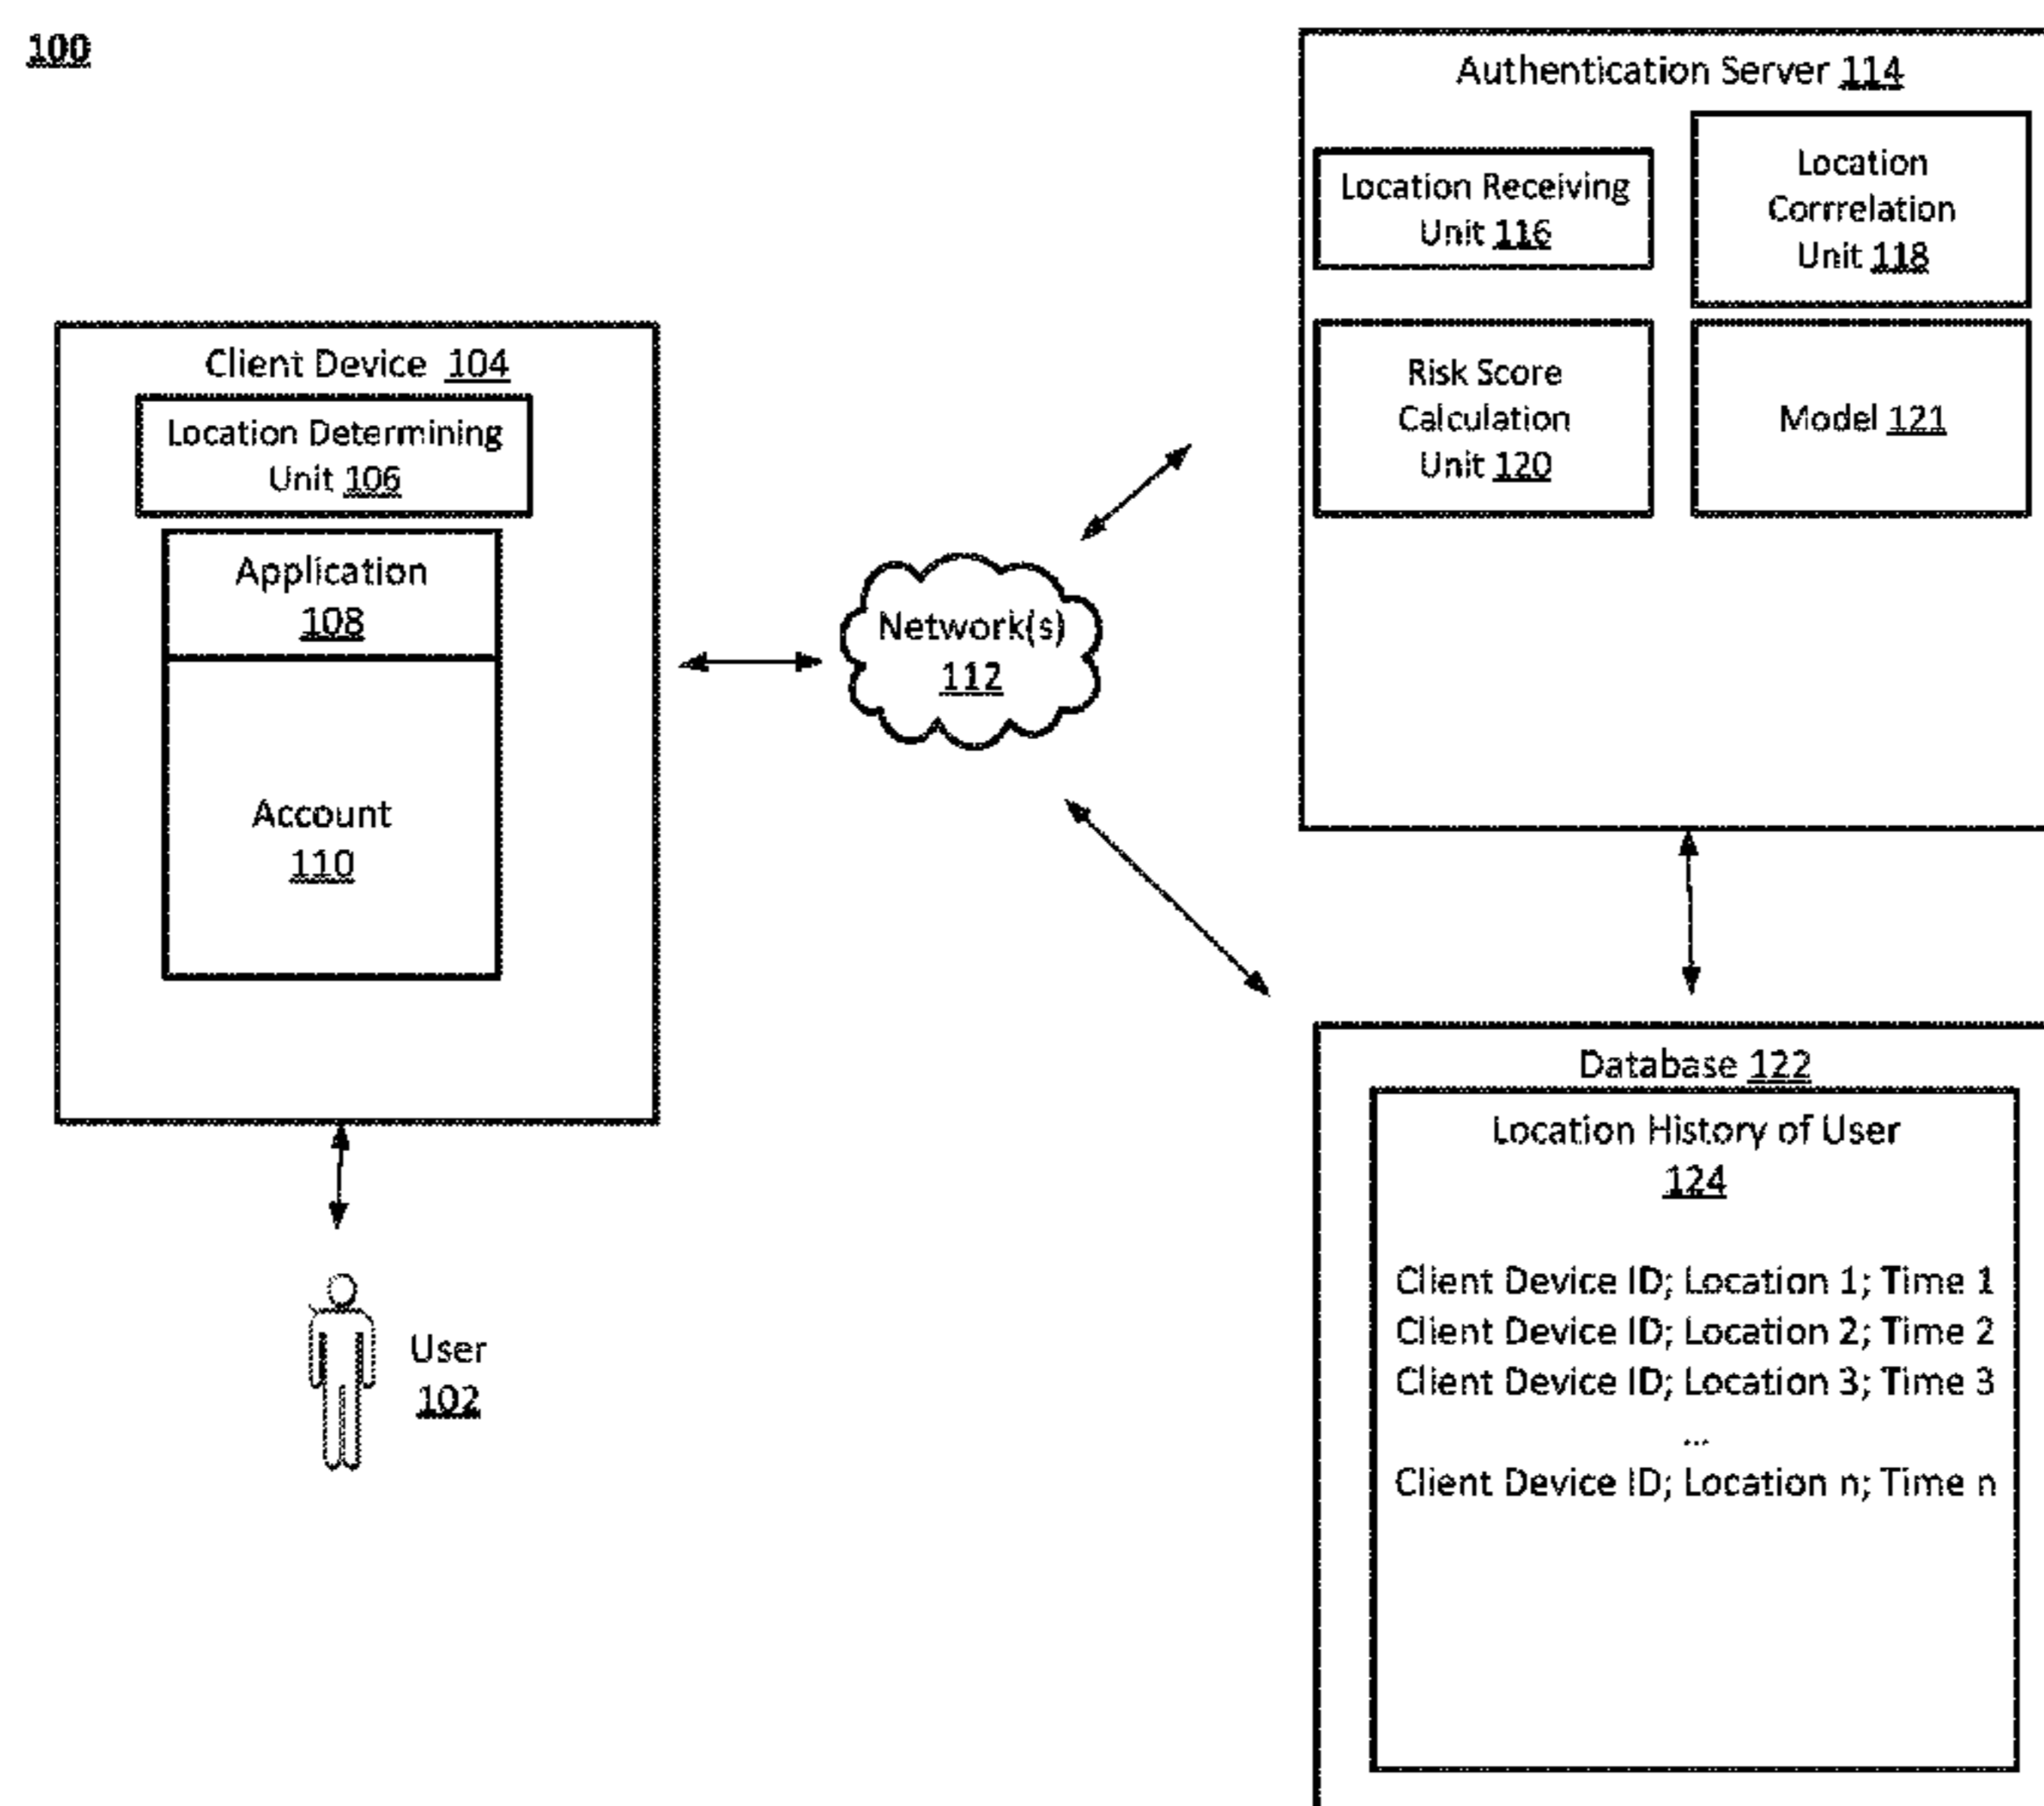 100
Authentication Server 114
Location Receiving
Unit 116
Location
Corrrelation
Unit 118
Risk Score
Calculation
Unit 120
Model 121
Client Device 104
Location Determining
Unit 106
Application
108
Account
110
Network(s)
112
User
102
Database 122
Location History of User
124
Client Device ID; Location 1; Time 1
Client Device ID; Location 2; Time 2
Client Device ID; Location 3; Time 3
...
Client Device ID; Location n; Time n